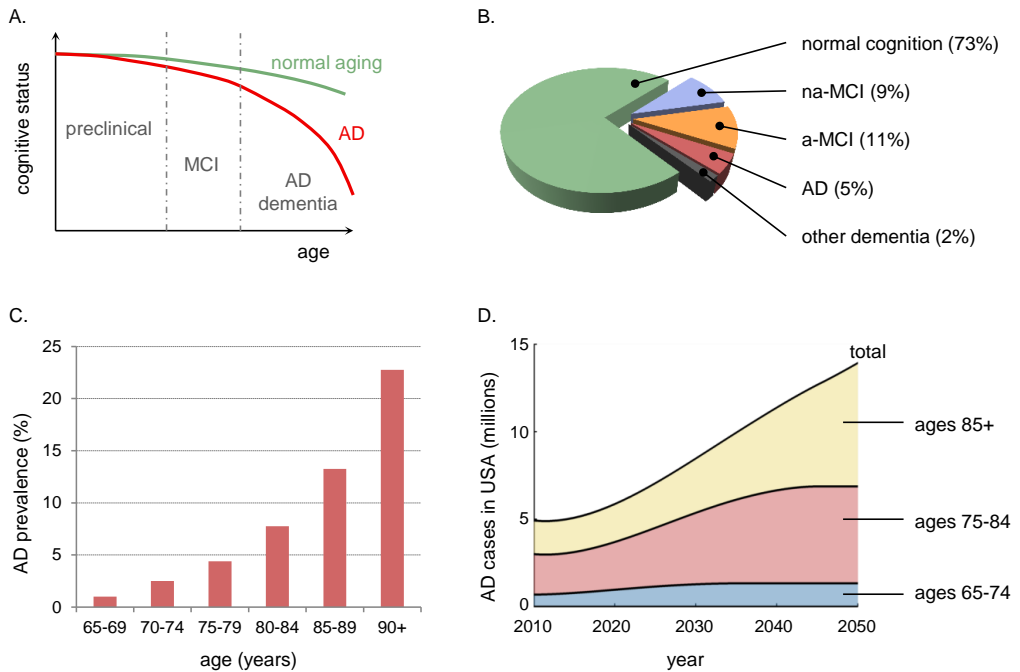 A.
cognitive status
normal aging
AD
preclinical
MCI
AD
dementia
age
B.
normal cognition (73%)
na-MCI (9%)
a-MCI (11%)
AD (5%)
other dementia (2%)
C.
AD prevalence (%)
25
20
15
10
5
0
65-69 70-74 75-79 80-84 85-89 90+
age (years)
D.
AD cases in USA (millions)
15
10
5
0
total
ages 85+
ages 75-84
ages 65-74
2010 2020 2030 2040 2050
year